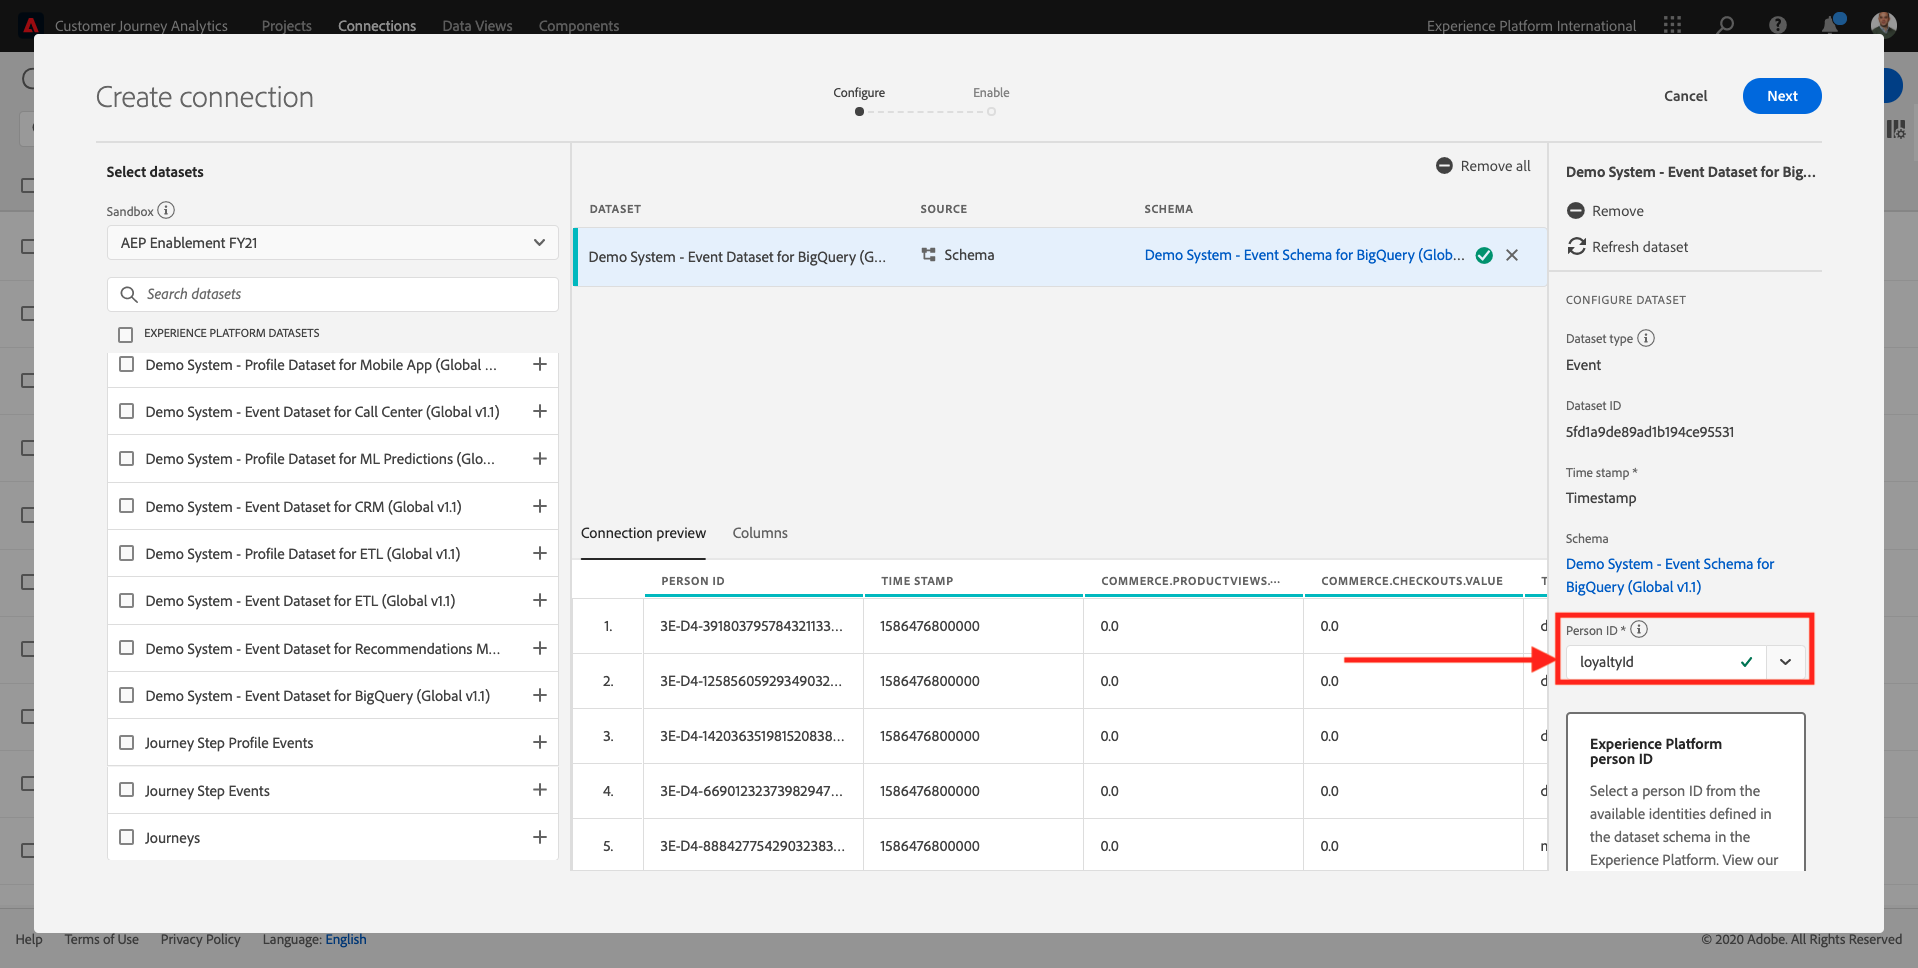 Customer Journey Analytics Projects Connections Data Views Components Experience Platform International
Create connection
Configure Enable
Cancel Next
Select datasets
Sandbox
AEP Enablement FY21
Search datasets
EXPERIENCE PLATFORM DATASETS
Demo System - Profile Dataset for Mobile App (Global ...
Demo System - Event Dataset for Call Center (Global v1.1)
Demo System - Profile Dataset for ML Predictions (Glo...
Demo System - Event Dataset for CRM (Global v1.1)
Demo System - Profile Dataset for ETL (Global v1.1)
Demo System - Event Dataset for ETL (Global v1.1)
Demo System - Event Dataset for Recommendations M...
Demo System - Event Dataset for BigQuery (Global v1.1)
Journey Step Profile Events
Journey Step Events
Journeys
Remove all
DATASET SOURCE SCHEMA
Demo System - Event Dataset for BigQuery (G... Schema Demo System - Event Schema for BigQuery (Glob...
Connection preview Columns
PERSON ID TIME STAMP COMMERCE.PRODUCTVIEWS.... COMMERCE.CHECKOUTS.VALUE
1. 3E-D4-391803795784321133... 1586476800000 0.0 0.0
2. 3E-D4-12585605929349032... 1586476800000 0.0 0.0
3. 3E-D4-142036351981520838... 1586476800000 0.0 0.0
4. 3E-D4-66901232373982947... 1586476800000 0.0 0.0
5. 3E-D4-88842775429032383... 1586476800000 0.0 0.0
Demo System - Event Dataset for Big...
Remove
Refresh dataset
CONFIGURE DATASET
Dataset type
Event
Dataset ID
5fd1a9de89ad1b194ce95531
Time stamp *
Timestamp
Schema
Demo System - Event Schema for
BigQuery (Global v1.1)
Person ID *
loyaltyId
Experience Platform
person ID
Select a person ID from the
available identities defined in
the dataset schema in the
Experience Platform. View our
Help Terms of Use Privacy Policy Language: English © 2020 Adobe. All Rights Reserved